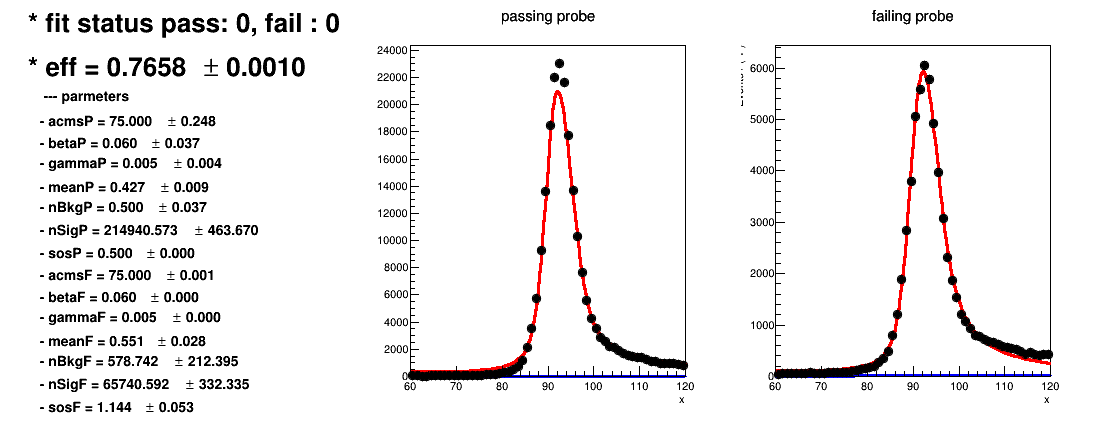 * fit status pass: 0, fail : 0
* eff = 0.7658 ± 0.0010
--- parmeters
- acmsP = 75.000 ± 0.248
- betaP = 0.060 ± 0.037
- gammaP = 0.005 ± 0.004
- meanP = 0.427 ± 0.009
- nBkgP = 0.500 ± 0.037
- nSigP = 214940.573 ± 463.670
- sosP = 0.500 ± 0.000
- acmsF = 75.000 ± 0.001
- betaF = 0.060 ± 0.000
- gammaF = 0.005 ± 0.000
- meanF = 0.551 ± 0.028
- nBkgF = 578.742 ± 212.395
- nSigF = 65740.592 ± 332.335
- sosF = 1.144 ± 0.053
passing probe
24000
22000
20000
18000
16000
14000
12000
10000
8000
6000
4000
2000
0
60 70 80 90 100 110 120
x
failing probe
6000
5000
4000
3000
2000
1000
0
60 70 80 90 100 110 120
x